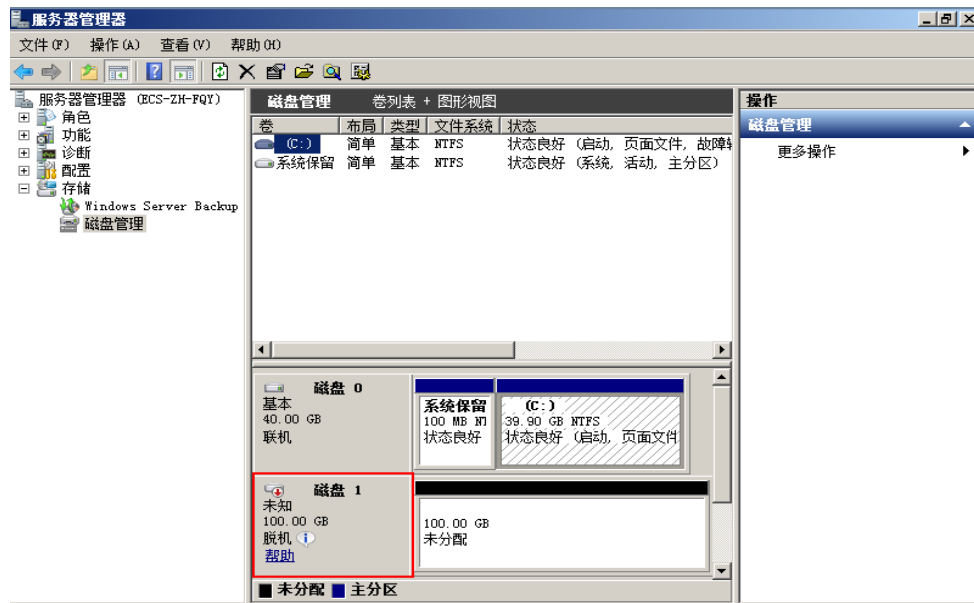 服务器管理器
文件(F) 操作(A) 查看(V) 帮助(H)
服务器管理器 (ECS-ZH-FQY)
角色
功能
诊断
配置
存储
Windows Server Backup
磁盘管理
磁盘管理 卷列表 + 图形视图
卷 布局 类型 文件系统 状态
(C:) 简单 基本 NTFS 状态良好 (启动, 页面文件, 故障
系统保留 简单 基本 NTFS 状态良好 (系统, 活动, 主分区)
磁盘 0
基本
40.00 GB
联机
系统保留
100 MB NT
状态良好
(C:)
39.90 GB NTFS
状态良好 (启动, 页面文件
磁盘 1
未知
100.00 GB
脱机
帮助
100.00 GB
未分配
未分配 主分区
操作
磁盘管理
更多操作